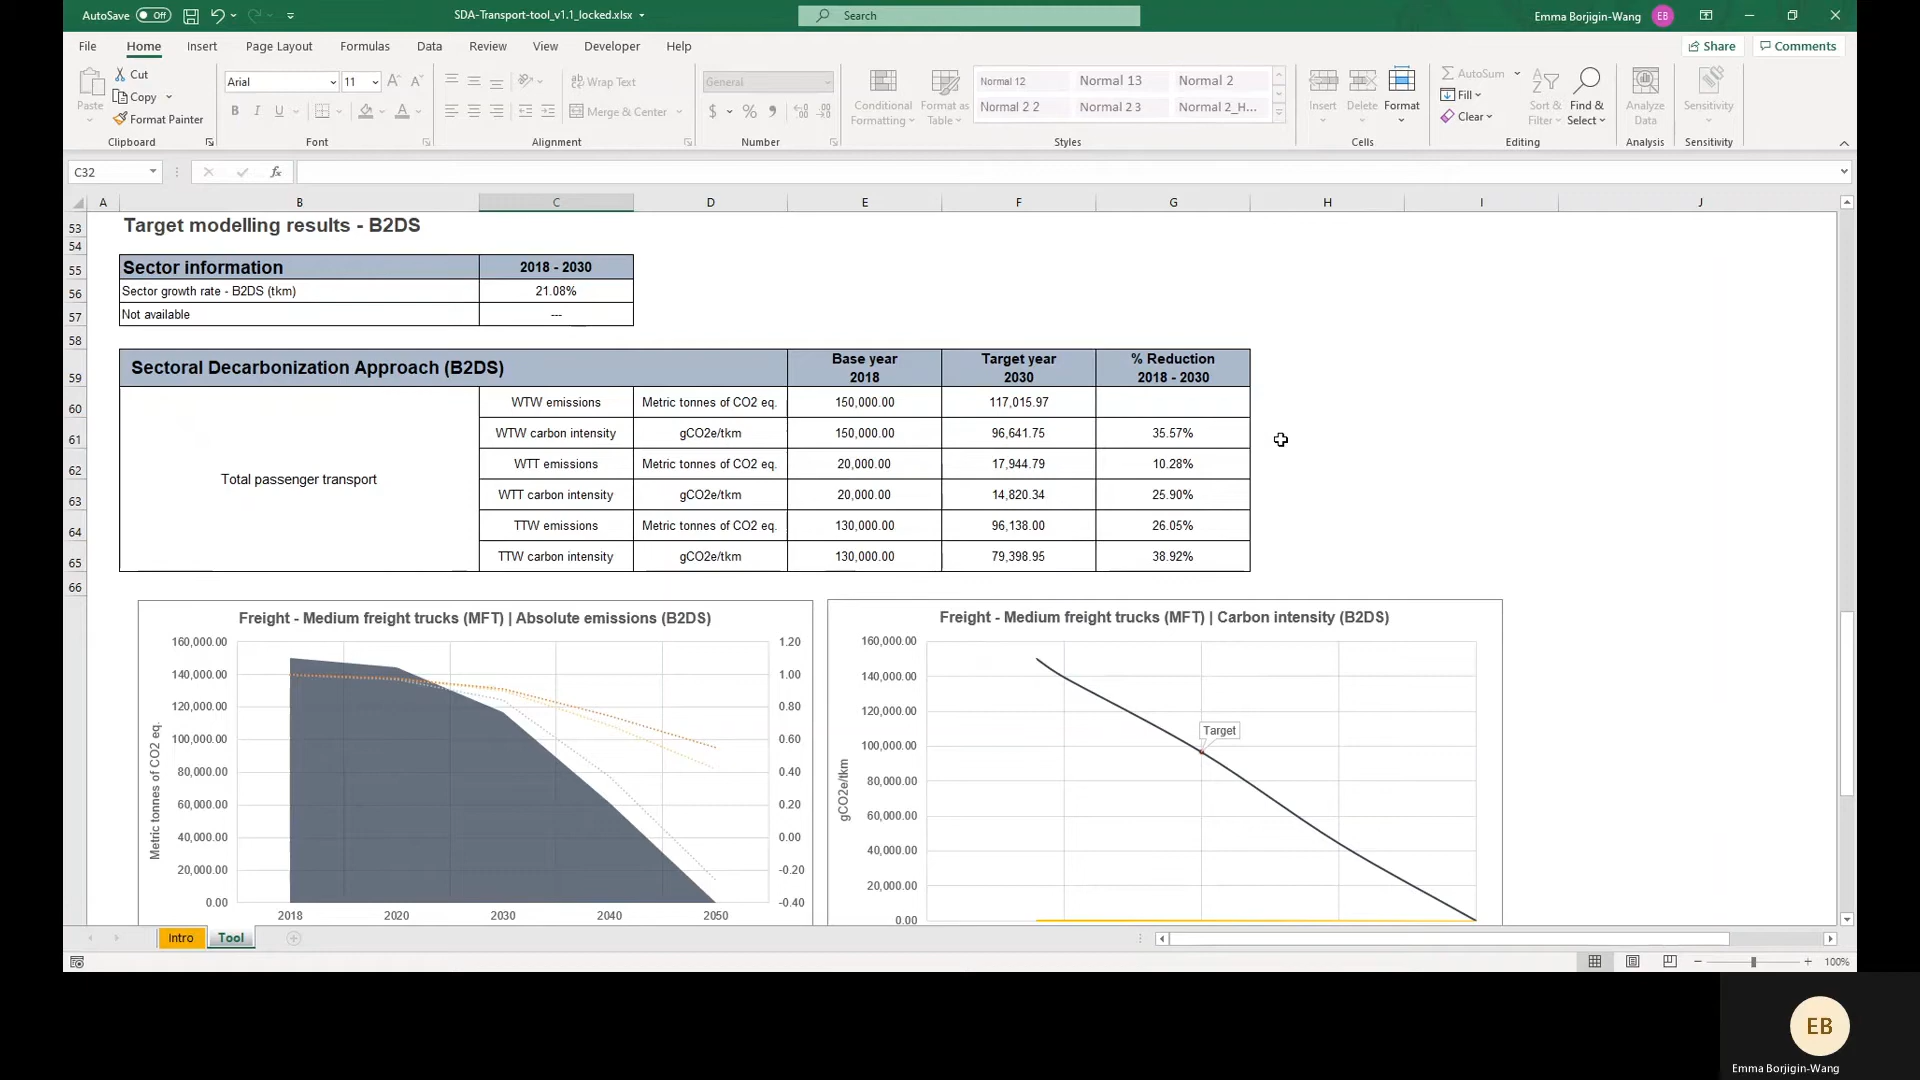 AutoSave Off SDA-Transport-tool_v1.1_locked.xlsx Search Emma Borjigin-Wang EB
File Home Insert Page Layout Formulas Data Review View Developer Help Share Comments
Paste Cut Copy Format Painter
Arial 11 A A
B I U A
Wrap Text
Merge & Center
General
$ % ,
Conditional Formatting Format as Table
Normal 12 Normal 13 Normal 2
Normal 2 2 Normal 2 3 Normal 2_H...
Insert Delete Format
AutoSum Fill Clear Sort & Filter Find & Select
Analyze Data Sensitivity
Clipboard Font Alignment Number Styles Cells Editing Analysis Sensitivity
C32 fx
A B C D E F G H I J
53 Target modelling results - B2DS
54
55 Sector information 2018 - 2030
56 Sector growth rate - B2DS (tkm) 21.08%
57 Not available ---
58
59 Sectoral Decarbonization Approach (B2DS) Base year 2018 Target year 2030 % Reduction 2018 - 2030
60 WTW emissions Metric tonnes of CO2 eq. 150,000.00 117,015.97
61 WTW carbon intensity gCO2e/tkm 150,000.00 96,641.75 35.57%
62 WTT emissions Metric tonnes of CO2 eq. 20,000.00 17,944.79 10.28%
Total passenger transport
63 WTT carbon intensity gCO2e/tkm 20,000.00 14,820.34 25.90%
64 TTW emissions Metric tonnes of CO2 eq. 130,000.00 96,138.00 26.05%
65 TTW carbon intensity gCO2e/tkm 130,000.00 79,398.95 38.92%
66
Freight - Medium freight trucks (MFT) | Absolute emissions (B2DS)
160,000.00 1.20
140,000.00 1.00
120,000.00 0.80
100,000.00 0.60
80,000.00 0.40
60,000.00 0.20
40,000.00 0.00
20,000.00 -0.20
0.00 -0.40
Metric tonnes of CO2 eq.
2018 2020 2030 2040 2050
Freight - Medium freight trucks (MFT) | Carbon intensity (B2DS)
160,000.00
140,000.00
120,000.00
100,000.00
80,000.00
60,000.00
40,000.00
20,000.00
0.00
gCO2e/tkm
Target
Intro Tool
100%
EB
Emma Borjigin-Wang